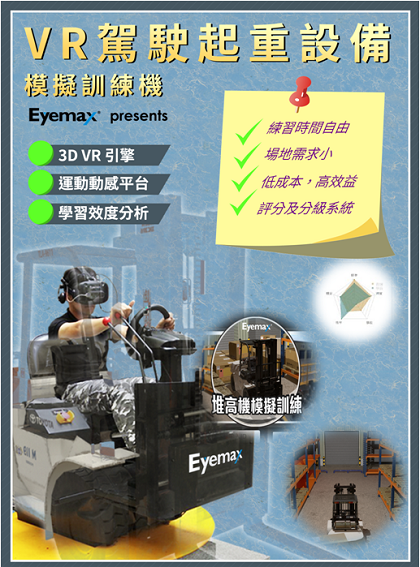 VR駕駛起重設備
模擬訓練機
Eyemax presents
3D VR 引擎
運動動感平台
學習效度分析
練習時間自由
場地需求小
低成本，高效益
評分及分級系統
Eyemax
堆高機模擬訓練
TOYOTA
Eyemax